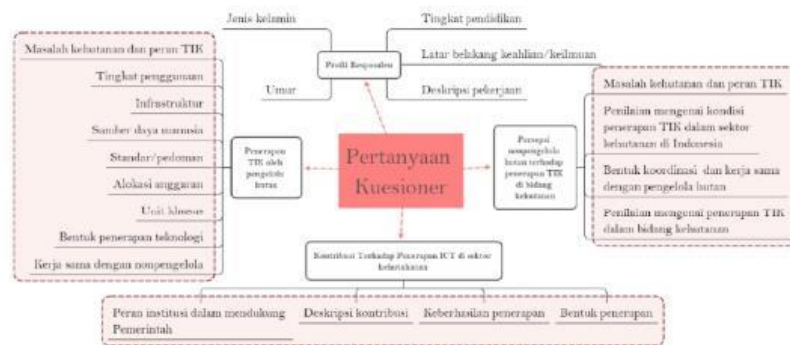 Jenis kelamin
Tingkat pendidikan
Profil Responden
Latar belakang keahlian/keilmuan
Umur
Deskripsi pekerjaan
Masalah kehutanan dan peran TIK
Tingkat penggunaan
Infrastruktur
Sumber daya manusia
Standar/pedoman
Alokasi anggaran
Unit khusus
Bentuk penerapan teknologi
Kerja sama dengan nonpengelola
Penerapan
TIK oleh
pengelola
hutan
Pertanyaan
Kuesioner
Persepsi
nonpengelola
hutan terhadap
penerapan TIK
di bidang
kehutanan
Masalah kehutanan dan peran TIK
Penilaian mengenai kondisi
penerapan TIK dalam sektor
kehutanan di Indonesia
Bentuk koordinasi dan kerja sama
dengan pengelola hutan
Penilaian mengenai penerapan TIK
dalam bidang kehutanan
Kontribusi Terhadap Penerapan ICT di sektor
Peran institusi dalam mendukung
Pemerintah
Deskripsi kontribusi
Keberhasilan penerapan
Bentuk penerapan